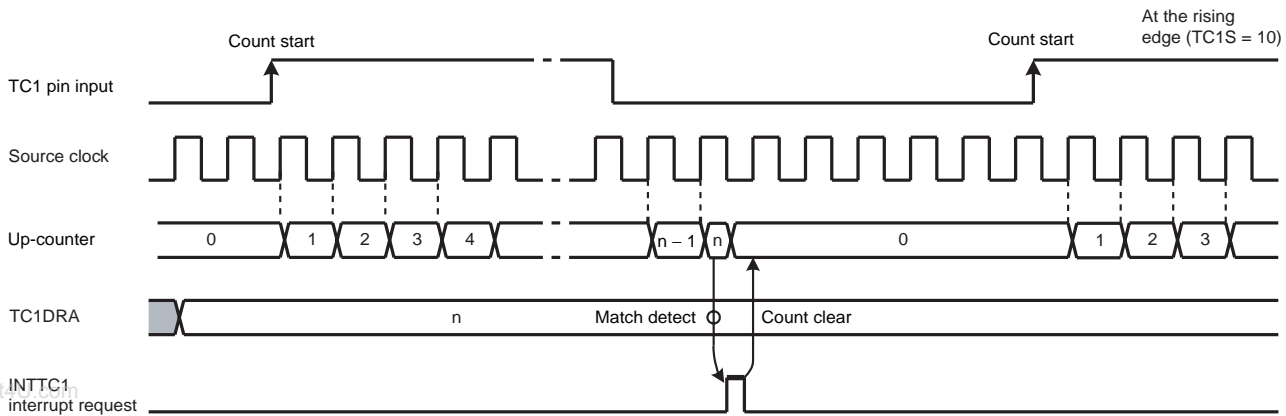 At the rising
edge (TC1S = 10)
Count start
Count start
TC1 pin input
Source clock
Up-counter
0
1
2
3
4
n − 1
n
0
1
2
3
TC1DRA
n
Match detect
Count clear
INTTC1
interrupt request